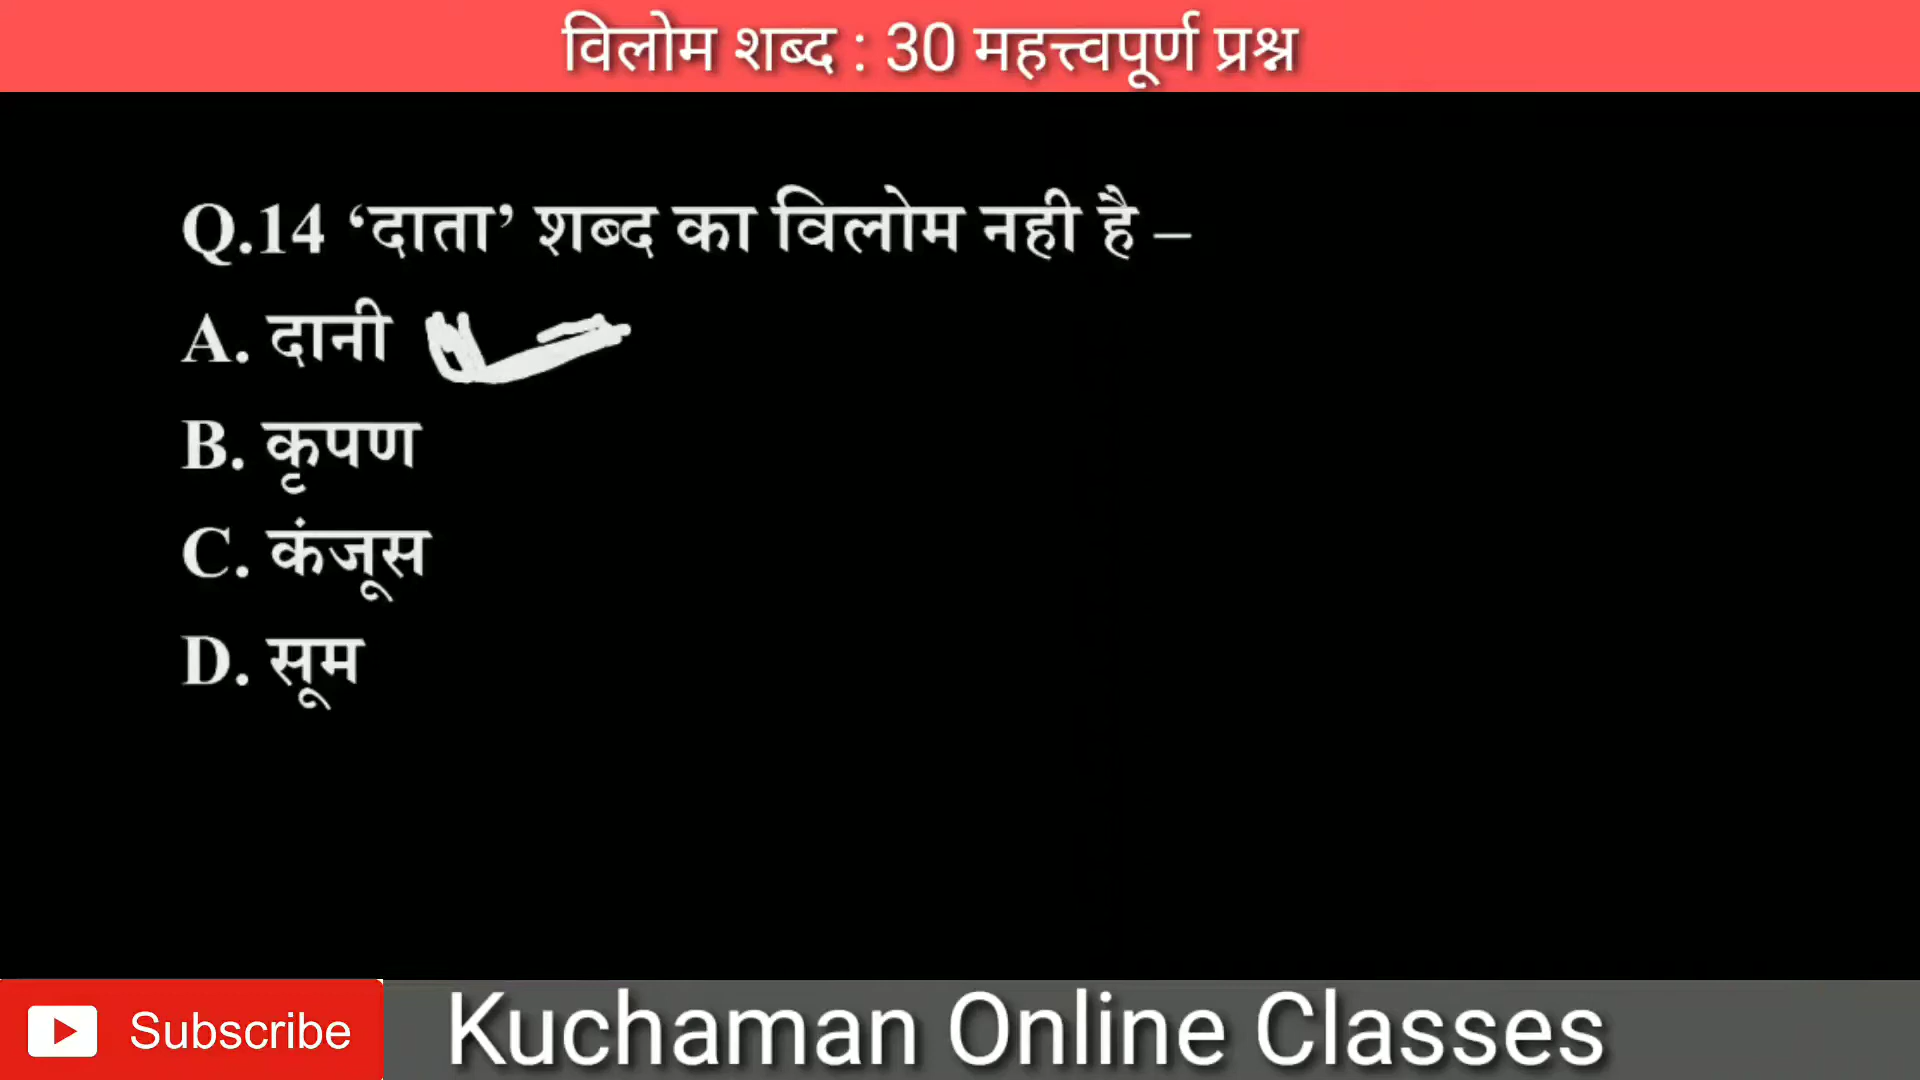 विलोम शब्द : 30 महत्त्वपूर्ण प्रश्न
Q.14 ‘दाता’ शब्द का विलोम नही है –
A. दानी
B. कृपण
C. कंजूस
D. सूम
Subscribe
Kuchaman Online Classes